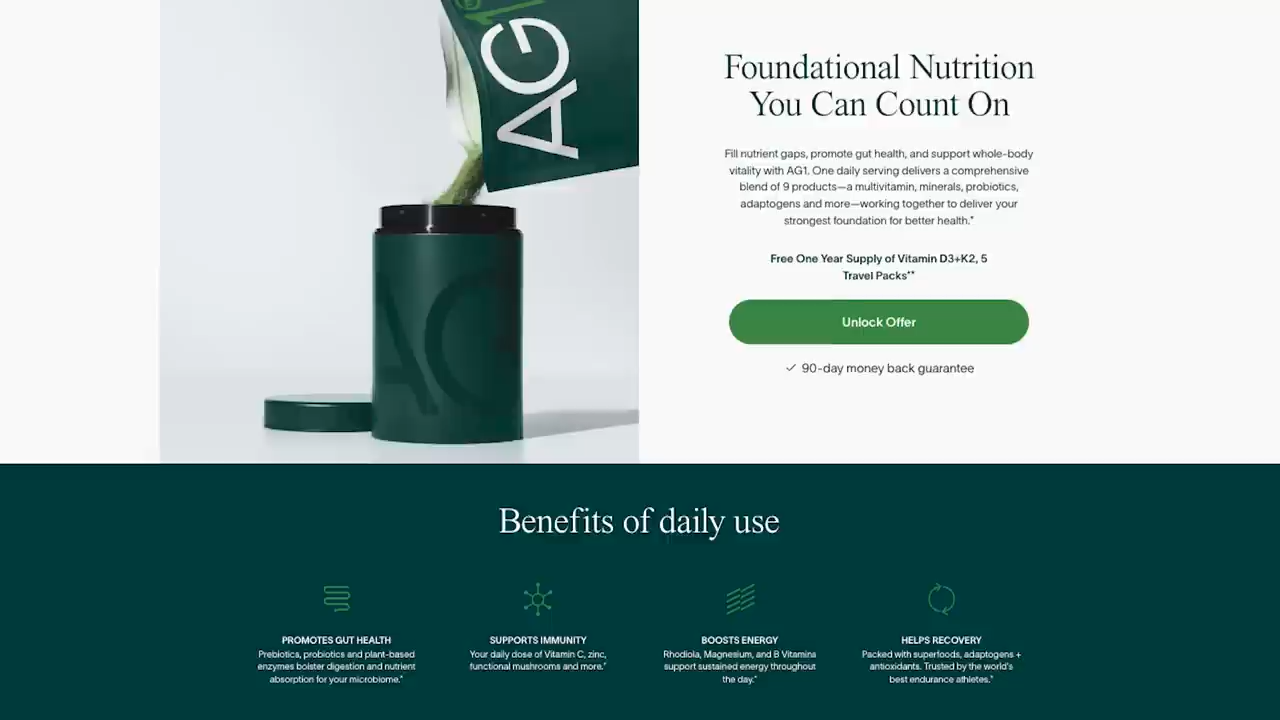 AG1
AG
Foundational Nutrition
You Can Count On
Fill nutrient gaps, promote gut health, and support whole-body
vitality with AG1. One daily serving delivers a comprehensive
blend of 9 products—a multivitamin, minerals, probiotics,
adaptogens and more—working together to deliver your
strongest foundation for better health.*
Free One Year Supply of Vitamin D3+K2, 5
Travel Packs**
Unlock Offer
✓ 90-day money back guarantee
Benefits of daily use
PROMOTES GUT HEALTH
Prebiotics, probiotics and plant-based
enzymes bolster digestion and nutrient
absorption for your microbiome.*
SUPPORTS IMMUNITY
Your daily dose of Vitamin C, zinc,
functional mushrooms and more.*
BOOSTS ENERGY
Rhodiola, Magnesium, and B Vitamins
support sustained energy throughout
the day.*
HELPS RECOVERY
Packed with superfoods, adaptogens +
antioxidants. Trusted by the world's
best endurance athletes.*